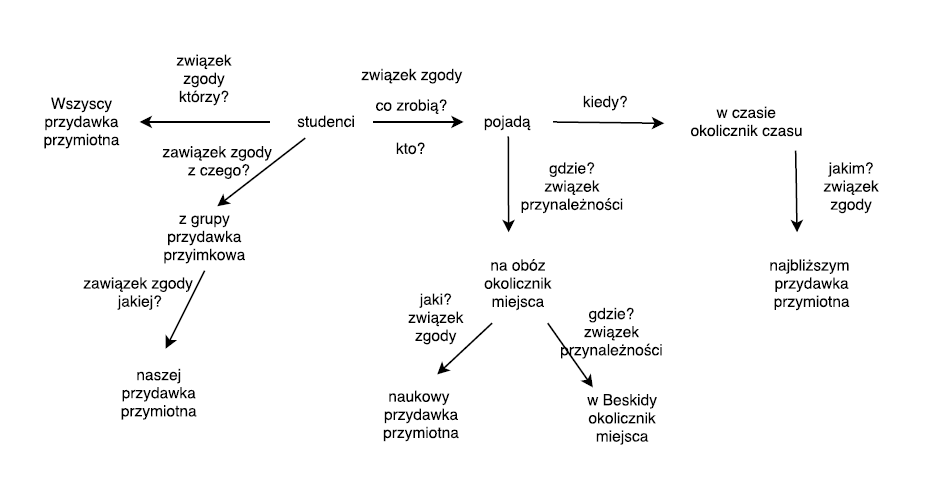 związek
zgody
którzy?
Wszyscy
przydawka
przymiotna
studenci
związek zgody
co zrobią?
kto?
pojadą
kiedy?
w czasie
okolicznik czasu
jakim?
związek
zgody
najbliższym
przydawka
przymiotna
zawiązek zgody
z czego?
z grupy
przydawka
przyimkowa
zawiązek zgody
jakiej?
naszej
przydawka
przymiotna
gdzie?
związek
przynależności
na obóz
okolicznik
miejsca
jaki?
związek
zgody
naukowy
przydawka
przymiotna
gdzie?
związek
przynależności
w Beskidy
okolicznik
miejsca